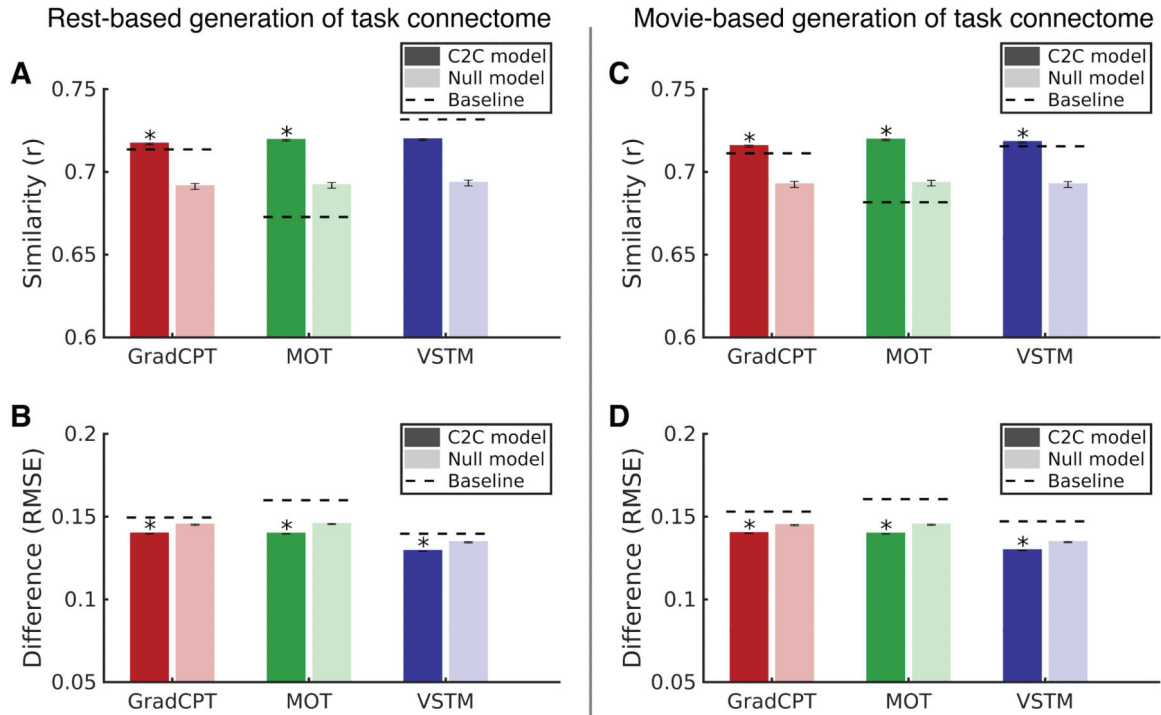 Rest-based generation of task connectome
A
C2C model
Null model
Baseline
0.75
0.7
0.65
0.6
Similarity (r)
*
*
GradCPT
MOT
VSTM
B
C2C model
Null model
Baseline
0.2
0.15
0.1
0.05
Difference (RMSE)
*
*
*
GradCPT
MOT
VSTM
Movie-based generation of task connectome
C
C2C model
Null model
Baseline
0.75
0.7
0.65
0.6
Similarity (r)
*
*
*
GradCPT
MOT
VSTM
D
C2C model
Null model
Baseline
0.2
0.15
0.1
0.05
Difference (RMSE)
*
*
*
GradCPT
MOT
VSTM